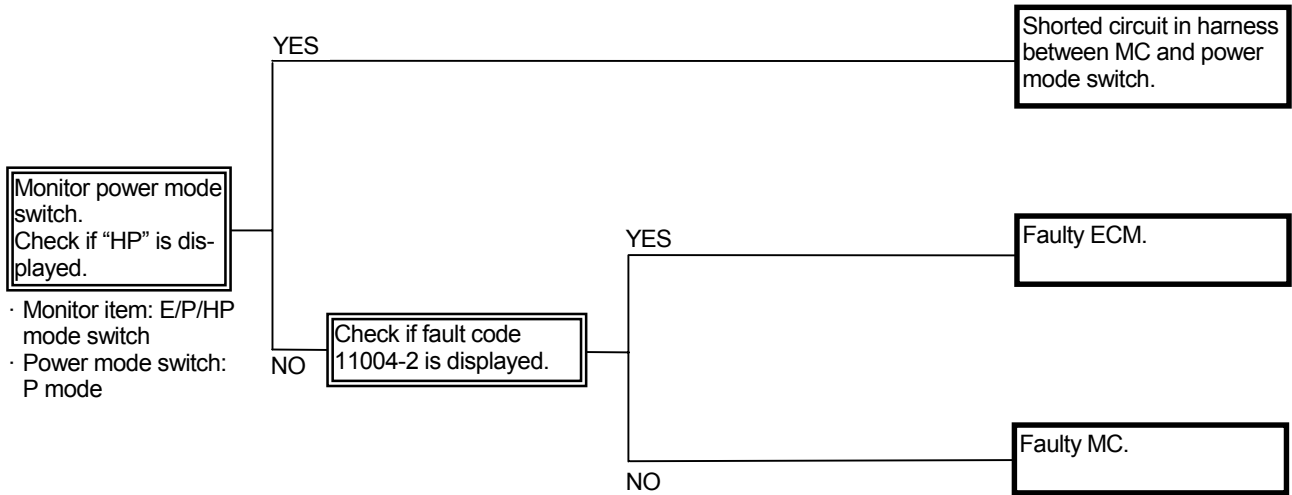 YES
Shorted circuit in harness
between MC and power
mode switch.
Monitor power mode
switch.
Check if “HP” is dis-
played.
· Monitor item: E/P/HP
mode switch
· Power mode switch:
P mode
NO
Check if fault code
11004-2 is displayed.
YES
Faulty ECM.
NO
Faulty MC.